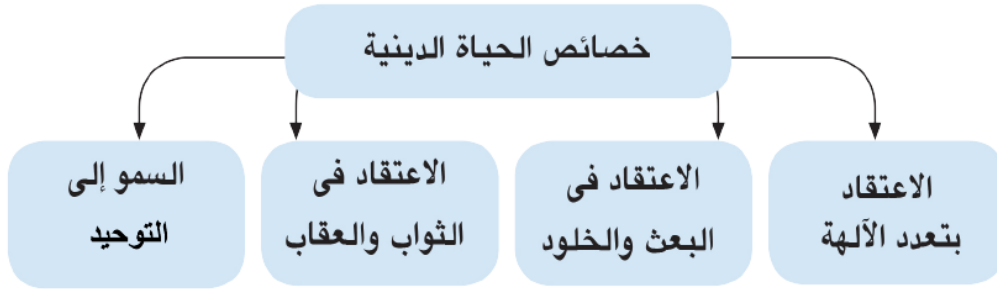 خصائص الحياة الدينية
الاعتقاد
بتعدد الآلهة
الاعتقاد فى
البعث والخلود
الاعتقاد فى
الثواب والعقاب
السمو إلى
التوحيد